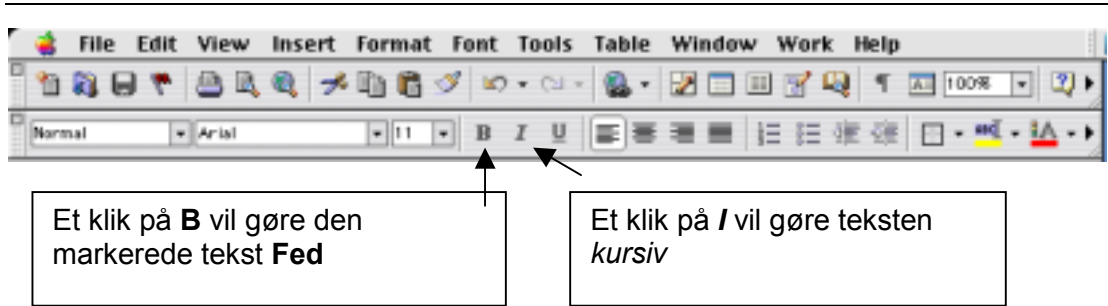 File Edit View Insert Format Font Tools Table Window Work Help
100%
Normal Arial 11 B I U
Et klik på B vil gøre den
markerede tekst Fed
Et klik på I vil gøre teksten
kursiv